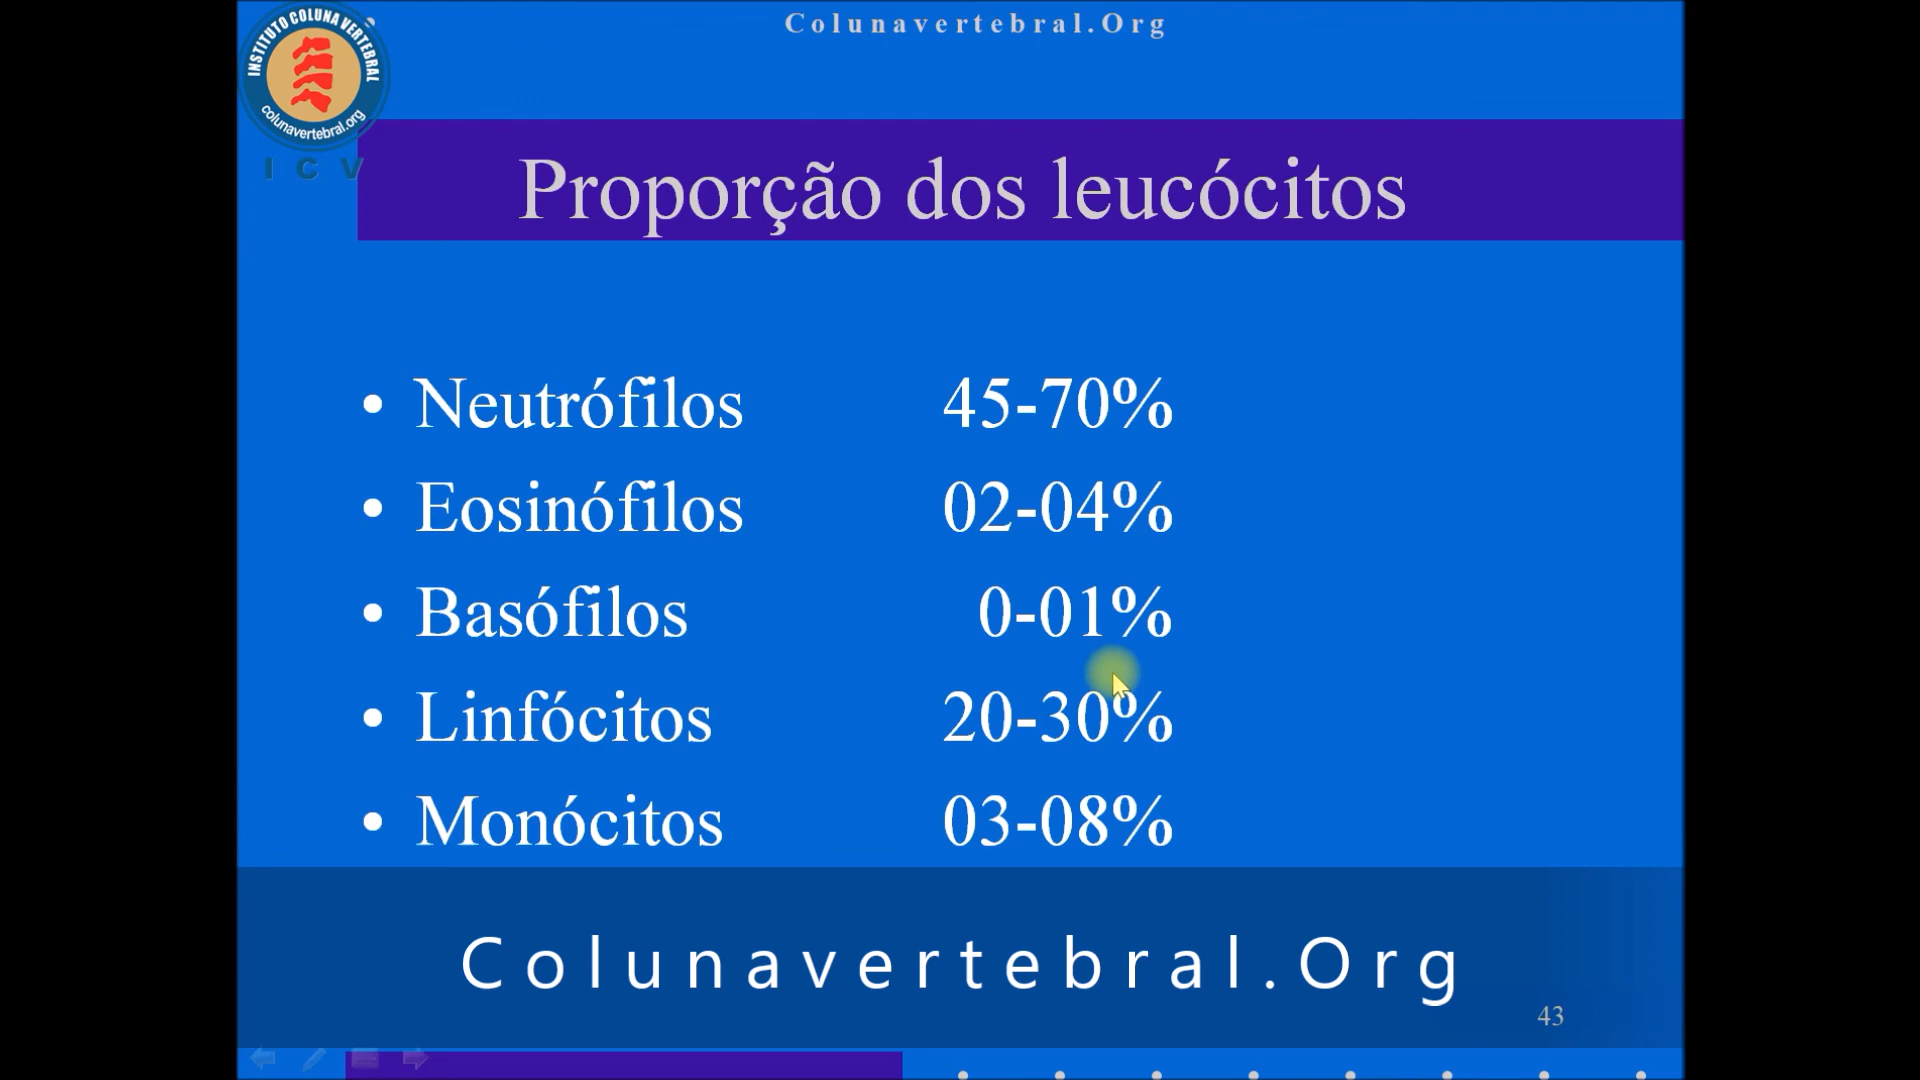 Colunavertebral.Org
INSTITUTO COLUNA VERTEBRAL
colunavertebral.org
I C V
Proporção dos leucócitos
• Neutrófilos 45-70%
• Eosinófilos 02-04%
• Basófilos 0-01%
• Linfócitos 20-30%
• Monócitos 03-08%
Colunavertebral.Org
43